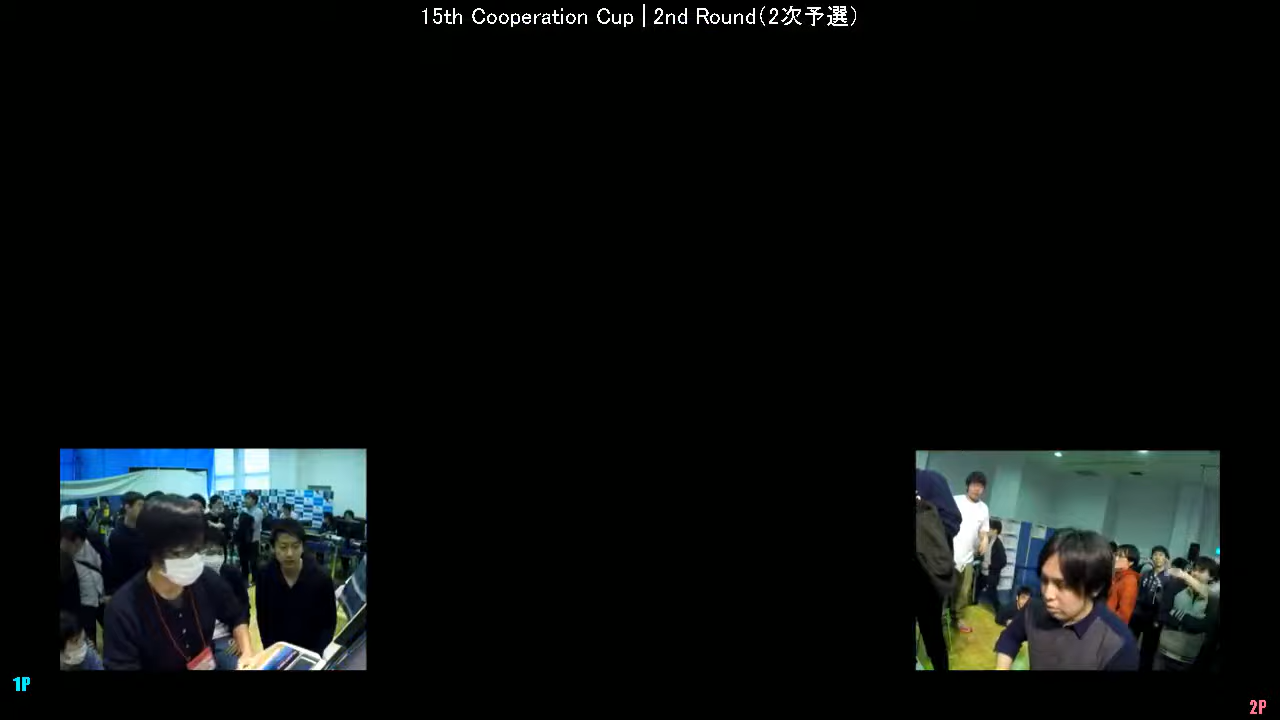 15th Cooperation Cup | 2nd Round(2次予選)
1P
2P